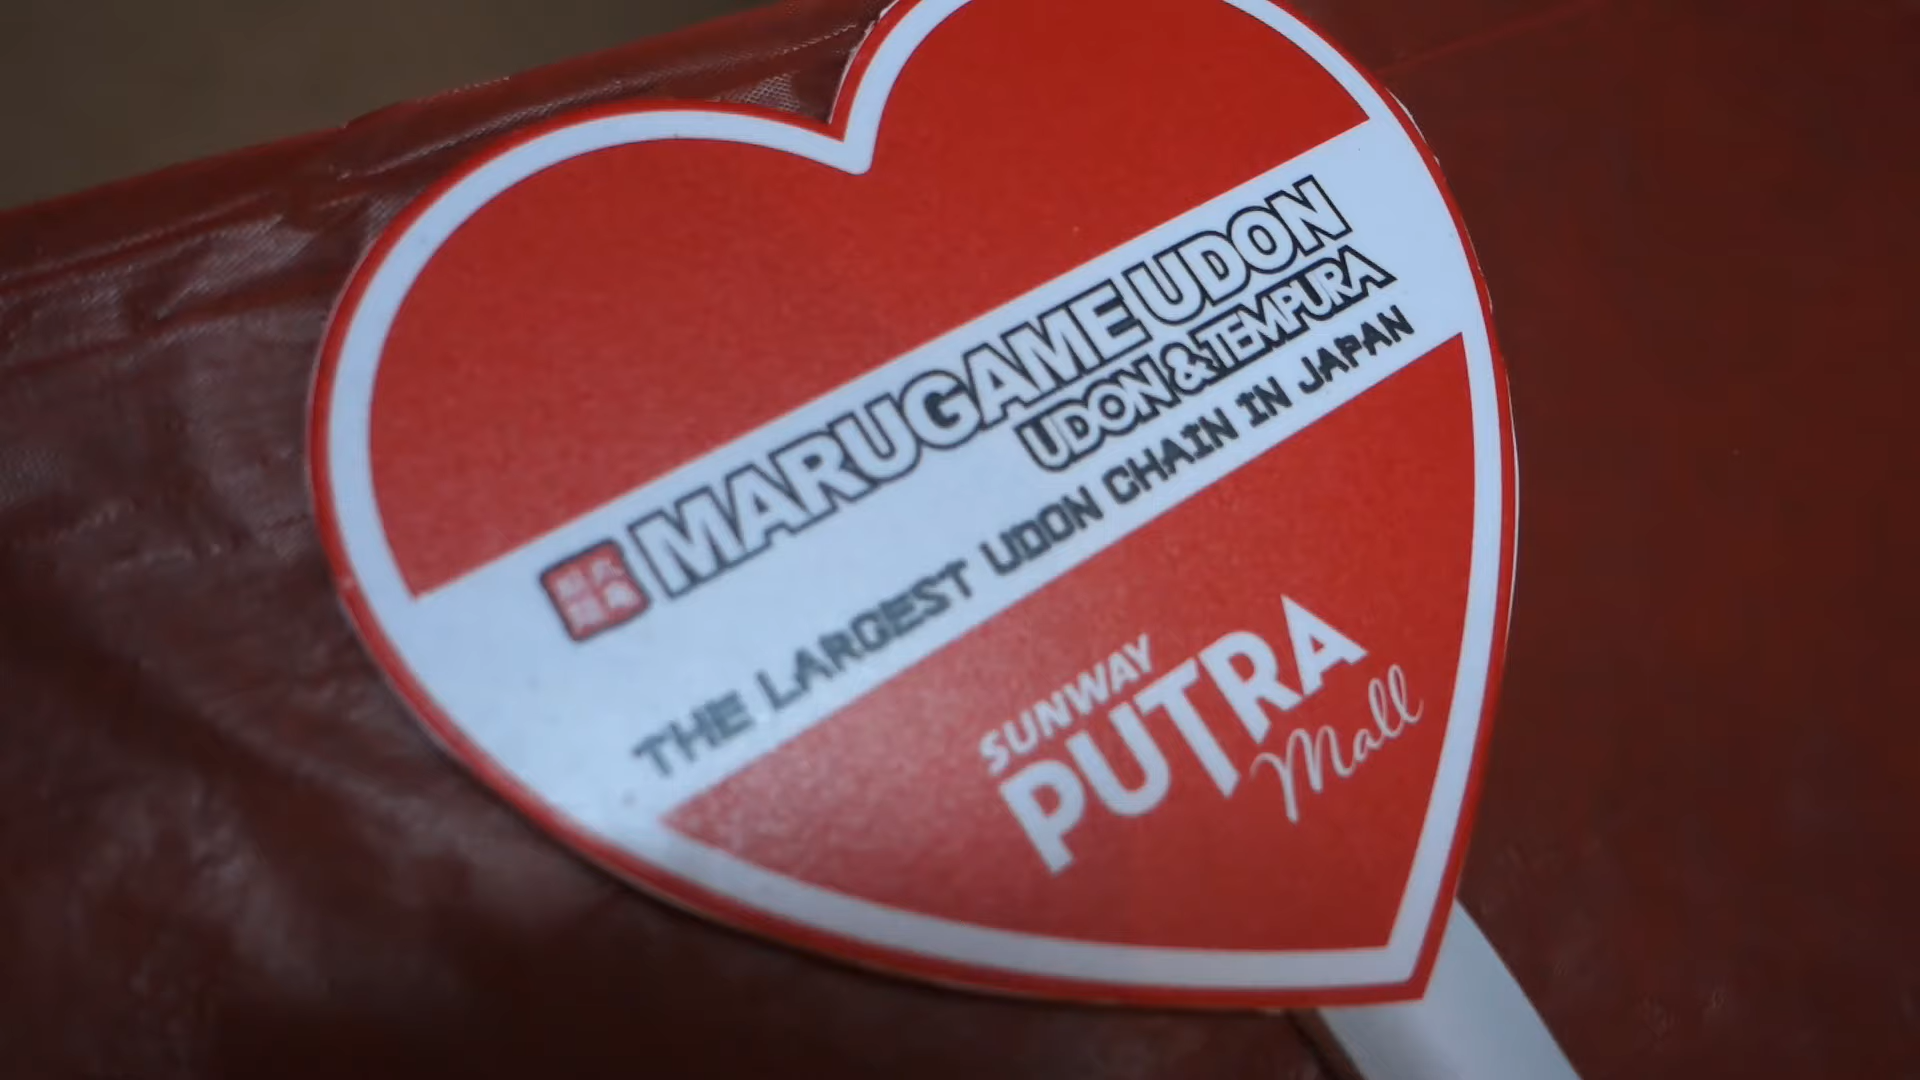 MARUGAME UDON
UDON & TEMPURA
THE LARGEST UDON CHAIN IN JAPAN
SUNWAY
PUTRA
Mall